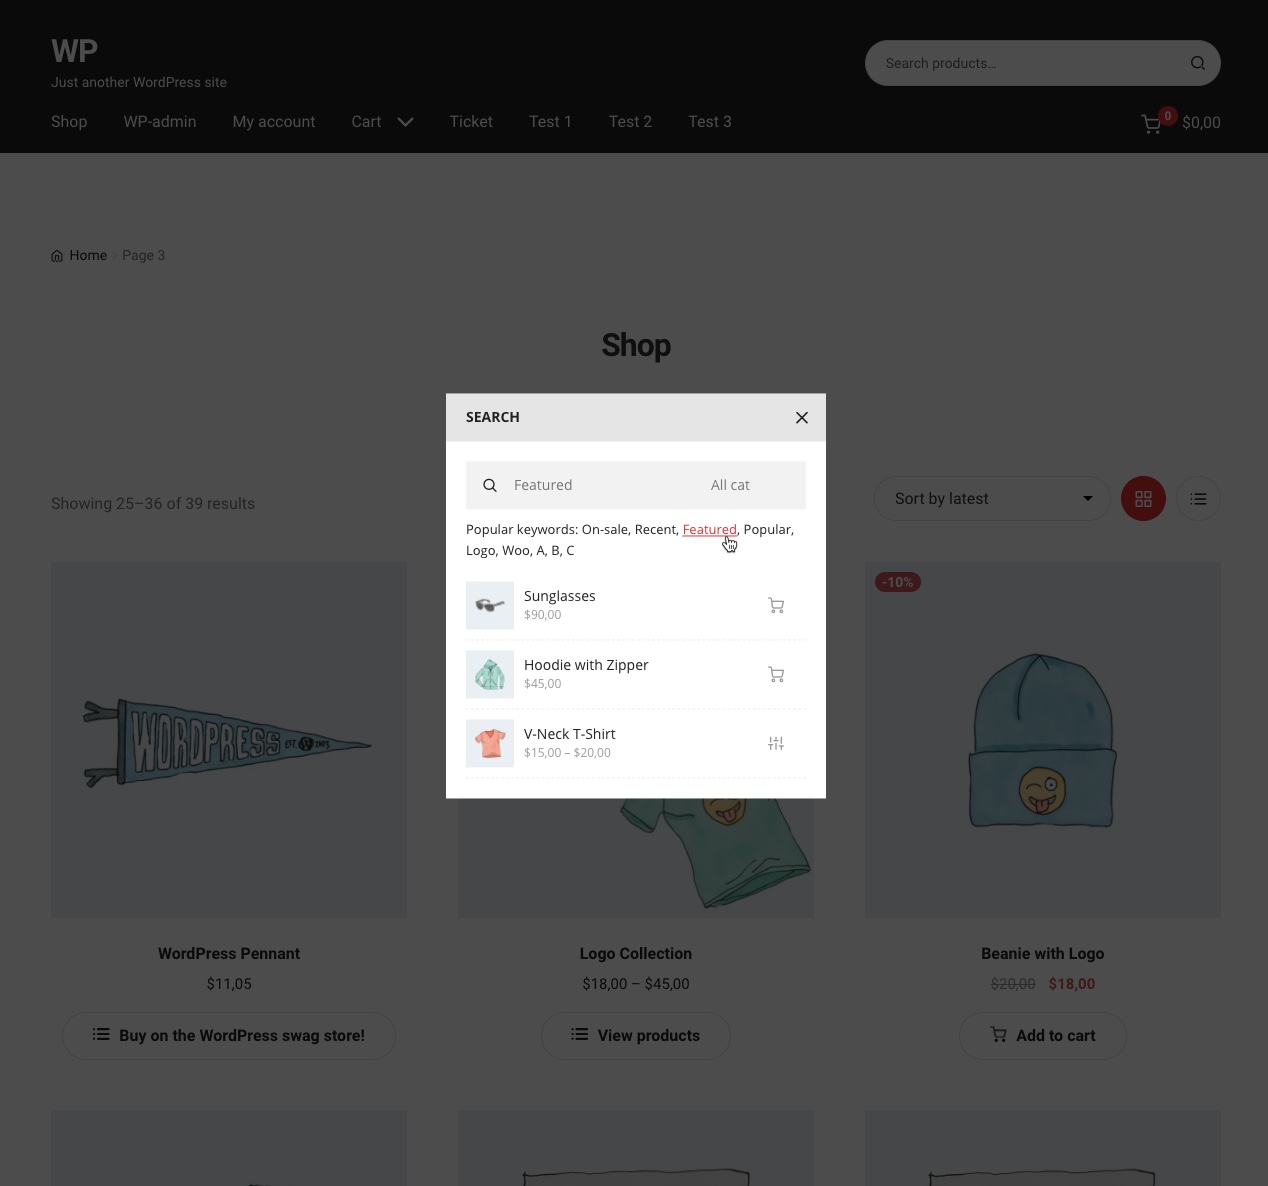 WP
Just another WordPress site
Search products…
Shop WP-admin My account Cart Ticket Test 1 Test 2 Test 3
0 $0,00
Home Page 3
Shop
SEARCH
Featured All cat
Popular keywords: On-sale, Recent, Featured, Popular,
Logo, Woo, A, B, C
Sunglasses
$90,00
Hoodie with Zipper
$45,00
V-Neck T-Shirt
$15,00 – $20,00
Showing 25–36 of 39 results
Sort by latest
WORDPRESS EST. 2003
-10%
WordPress Pennant
$11,05
Buy on the WordPress swag store!
Logo Collection
$18,00 – $45,00
View products
Beanie with Logo
$20,00 $18,00
Add to cart